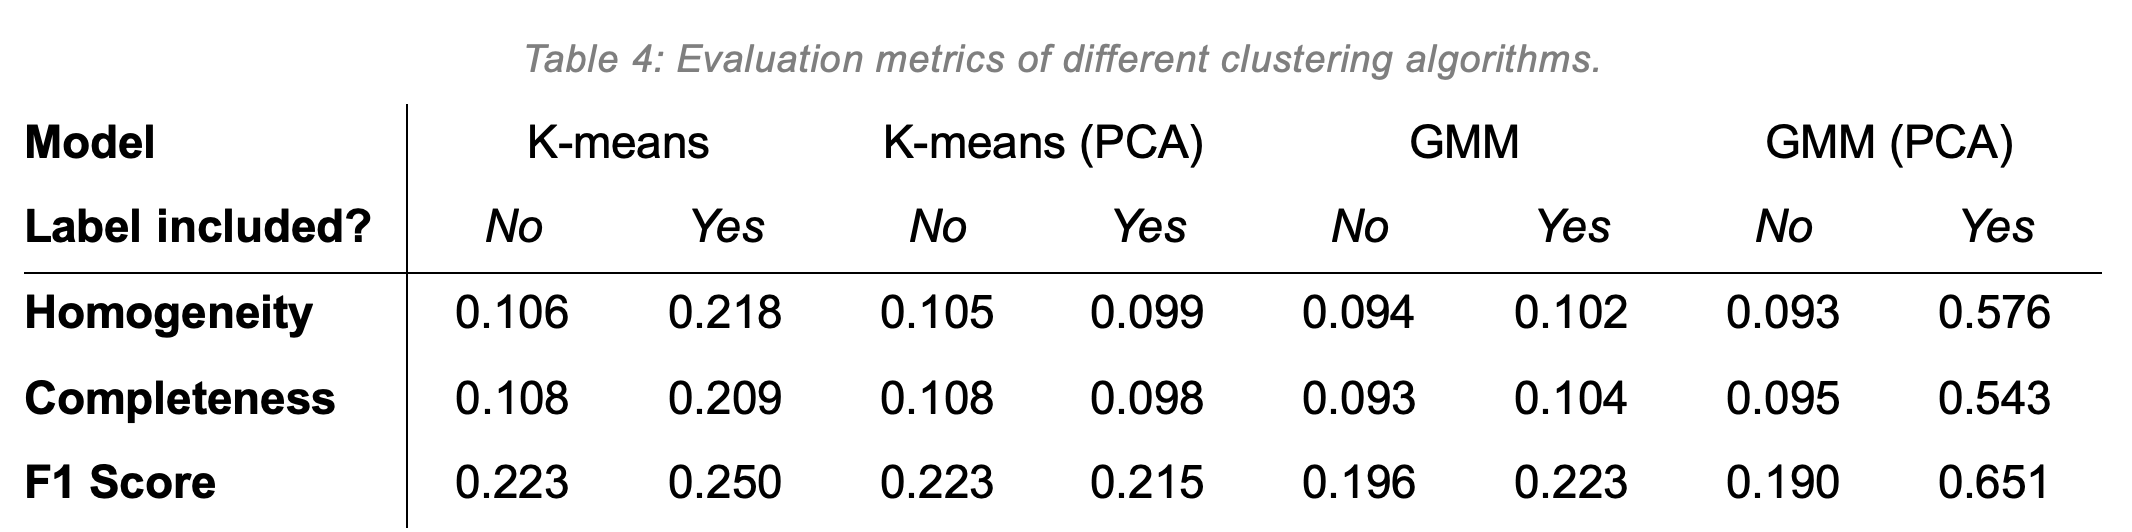 Table 4: Evaluation metrics of different clustering algorithms.
Model K-means K-means (PCA) GMM GMM (PCA)
Label included? No Yes No Yes No Yes No Yes
Homogeneity 0.106 0.218 0.105 0.099 0.094 0.102 0.093 0.576
Completeness 0.108 0.209 0.108 0.098 0.093 0.104 0.095 0.543
F1 Score 0.223 0.250 0.223 0.215 0.196 0.223 0.190 0.651